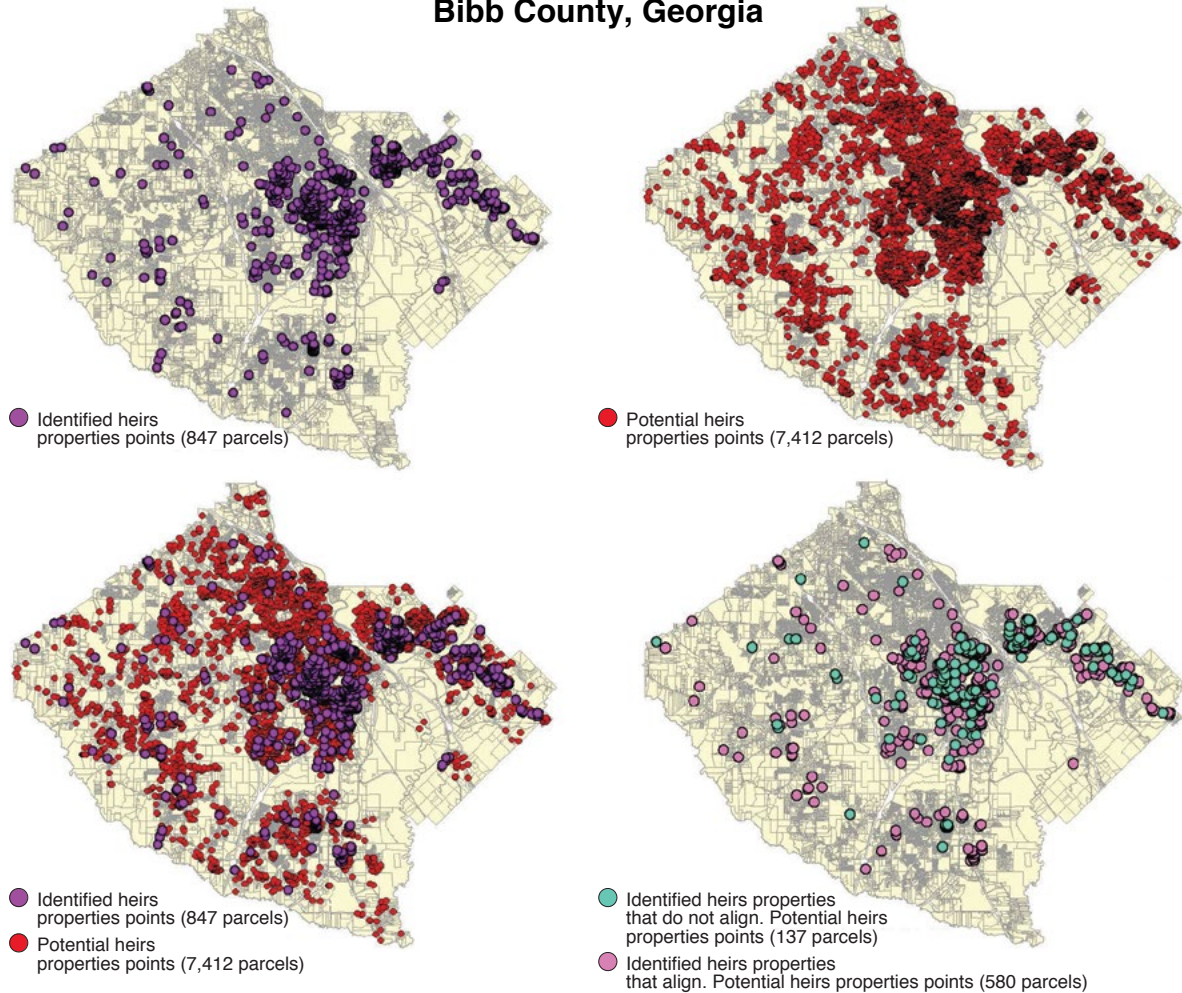 Bibb County, Georgia
Identified heirs
properties points (847 parcels)
Potential heirs
properties points (7,412 parcels)
Identified heirs
properties points (847 parcels)
Potential heirs
properties points (7,412 parcels)
Identified heirs properties
that do not align. Potential heirs
properties points (137 parcels)
Identified heirs properties
that align. Potential heirs properties points (580 parcels)